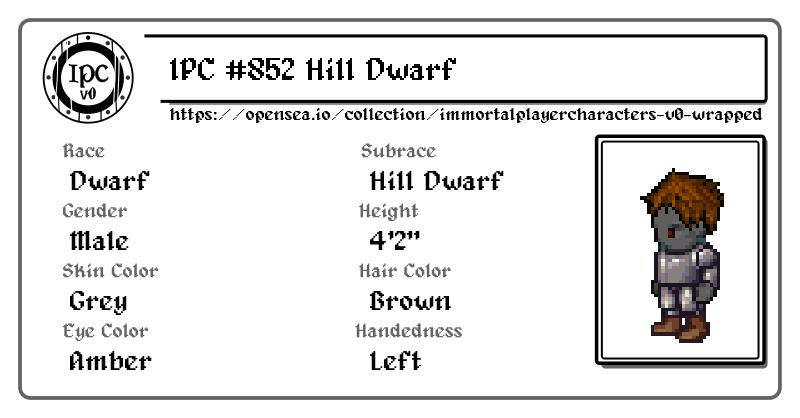 IPC
v0
IPC #852 Hill Dwarf
https://opensea.io/collection/immortalplayercharacters-v0-wrapped
Race
Subrace
Dwarf
Hill Dwarf
Gender
Height
Male
4'2"
Skin Color
Hair Color
Grey
Brown
Eye Color
Handedness
Amber
Left